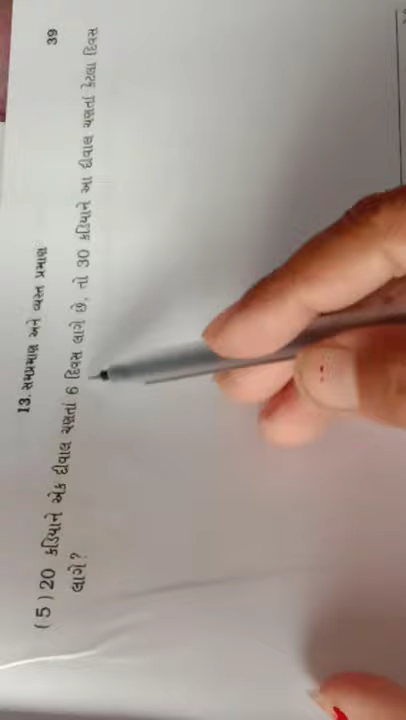 13. સમપ્રમાણ અને વ્યસ્ત પ્રમાણ
39
(5) 20 કડિયાને એક દીવાલ ચણતાં 6 દિવસ લાગે છે, તો 30 કડિયાને આ દીવાલ ચણતાં કેટલા દિવસ
લાગે?